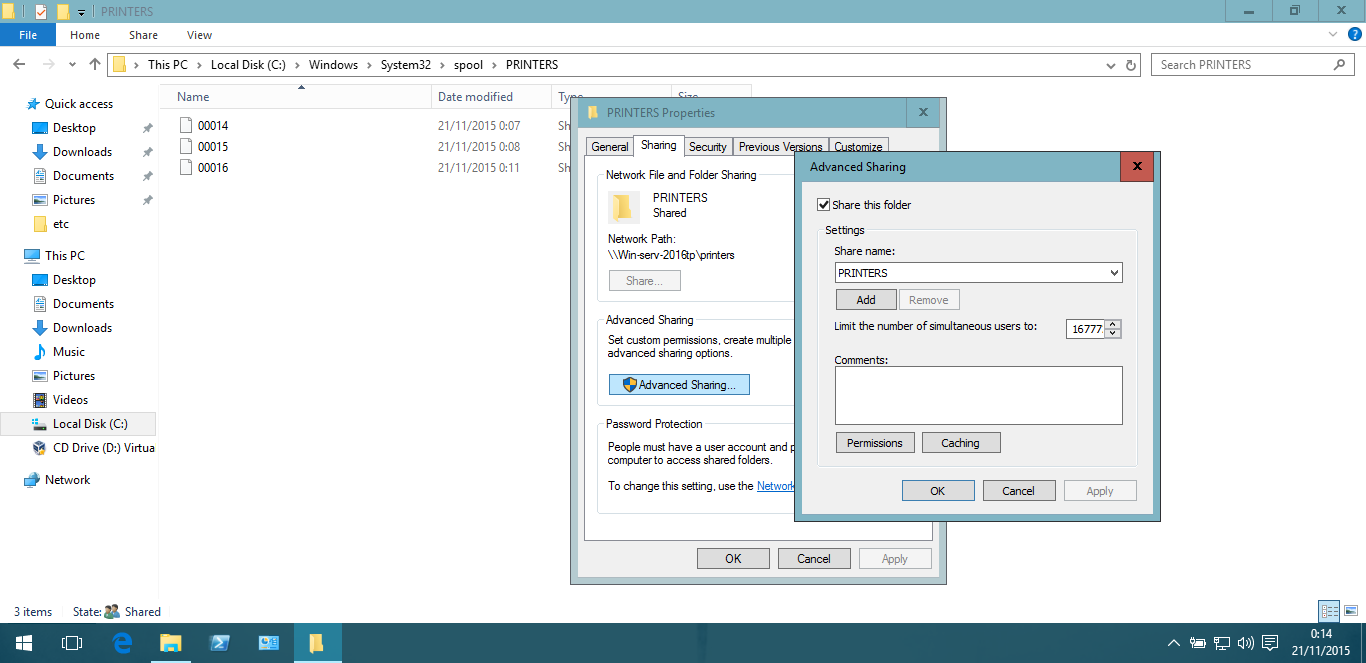 PRINTERS
File Home Share View
This PC Local Disk (C:) Windows System32 spool PRINTERS
Search PRINTERS
Quick access
Desktop
Downloads
Documents
Pictures
etc
This PC
Desktop
Documents
Downloads
Music
Pictures
Videos
Local Disk (C:)
CD Drive (D:) Virtua
Network
Name Date modified Type Size
00014 21/11/2015 0:07 Sh
00015 21/11/2015 0:08 Sh
00016 21/11/2015 0:11 Sh
PRINTERS Properties
General Sharing Security Previous Versions Customize
Network File and Folder Sharing
PRINTERS
Shared
Network Path:
\\Win-serv-2016tp\printers
Share...
Advanced Sharing
Set custom permissions, create multiple
advanced sharing options.
Advanced Sharing...
Password Protection
People must have a user account and p
computer to access shared folders.
To change this setting, use the Network
OK Cancel Apply
Advanced Sharing
Share this folder
Settings
Share name:
PRINTERS
Add Remove
Limit the number of simultaneous users to: 16777
Comments:
Permissions Caching
OK Cancel Apply
3 items State: Shared
0:14
21/11/2015